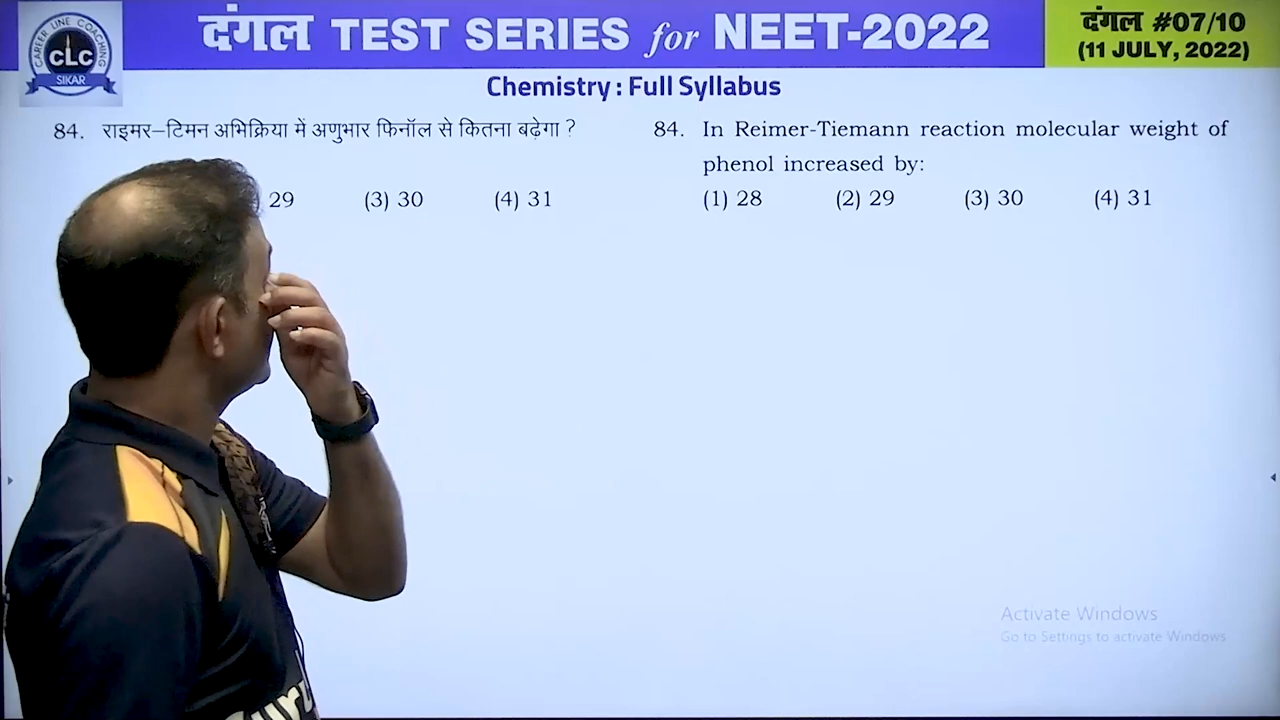 CAREER LINE COACHING
CLC
SIKAR
दंगल TEST SERIES for NEET-2022
दंगल #07/10
(11 JULY, 2022)
Chemistry : Full Syllabus
84. राइमर–टिमन अभिक्रिया में अणुभार फिनॉल से कितना बढ़ेगा ?
29 (3) 30 (4) 31
84. In Reimer-Tiemann reaction molecular weight of
phenol increased by:
(1) 28 (2) 29 (3) 30 (4) 31
Activate Windows
Go to Settings to activate Windows